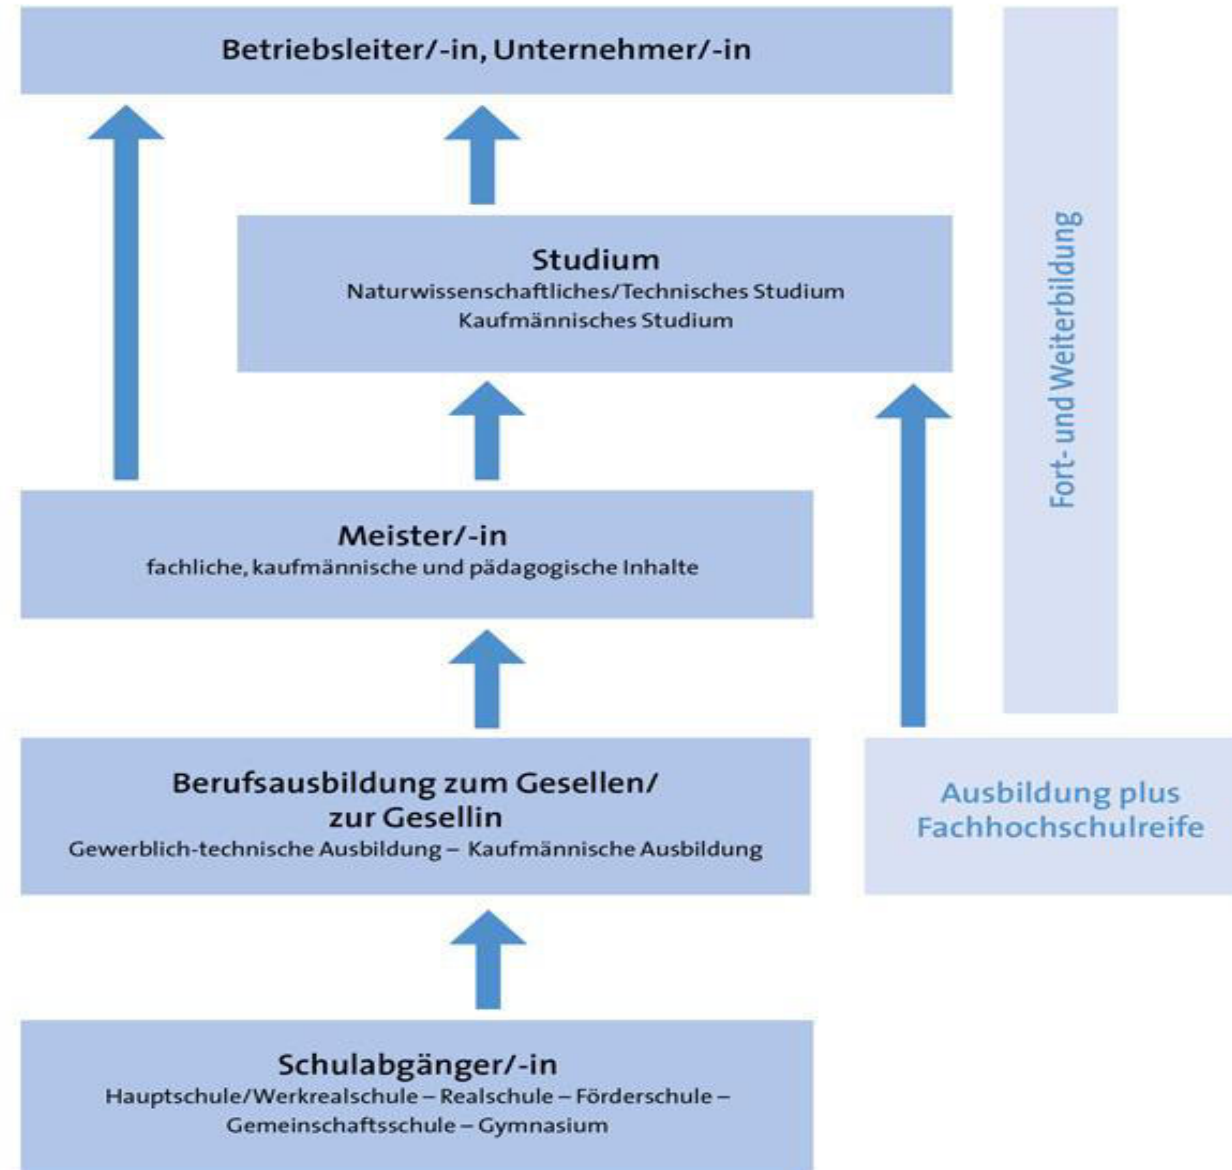 Betriebsleiter/-in, Unternehmer/-in
Studium
Naturwissenschaftliches/Technisches Studium
Kaufmännisches Studium
Fort- und Weiterbildung
Meister/-in
fachliche, kaufmännische und pädagogische Inhalte
Berufsausbildung zum Gesellen/
zur Gesellin
Gewerblich-technische Ausbildung – Kaufmännische Ausbildung
Ausbildung plus
Fachhochschulreife
Schulabgänger/-in
Hauptschule/Werkrealschule – Realschule – Förderschule –
Gemeinschaftsschule – Gymnasium